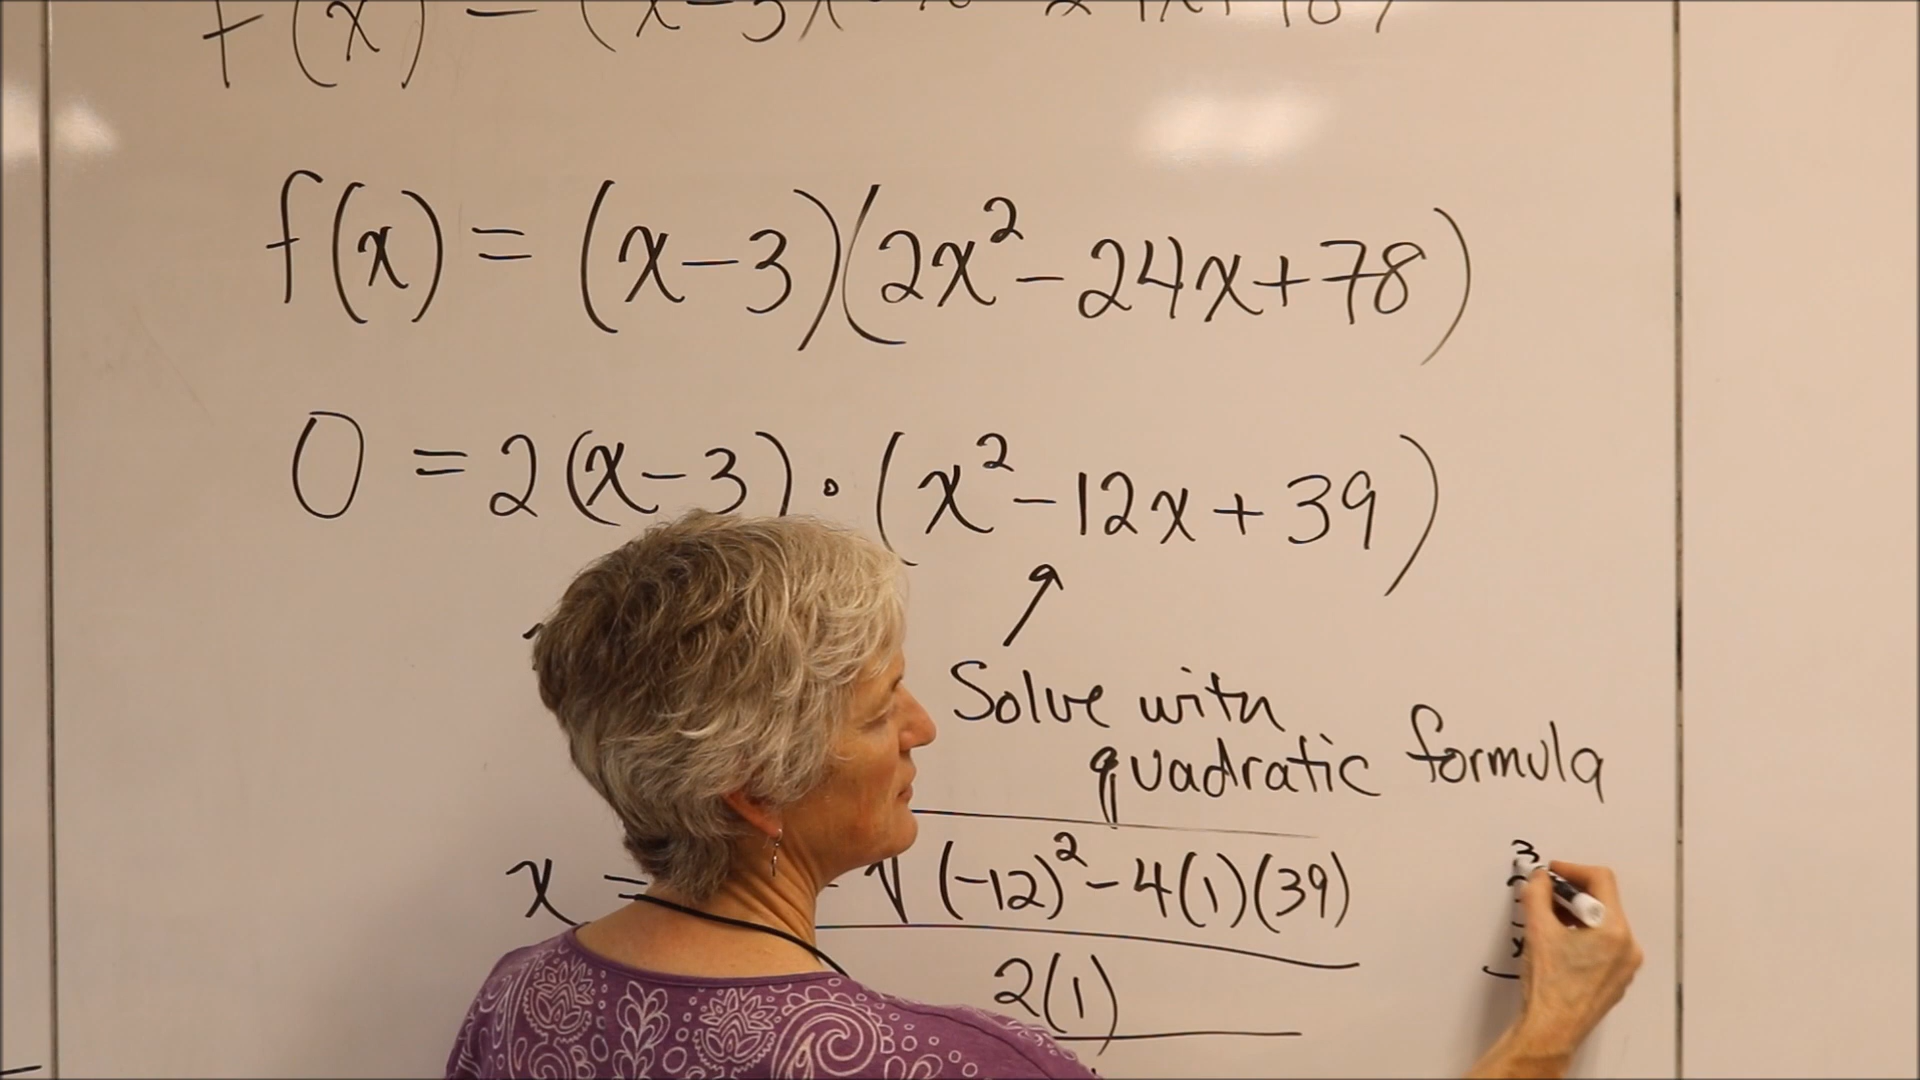 f(x) = (x-3)(2x² - 24x + 78)
0 = 2(x-3) · (x² - 12x + 39)
Solve with
quadratic formula
x = √(-12)² - 4(1)(39)
2(1)
3
x